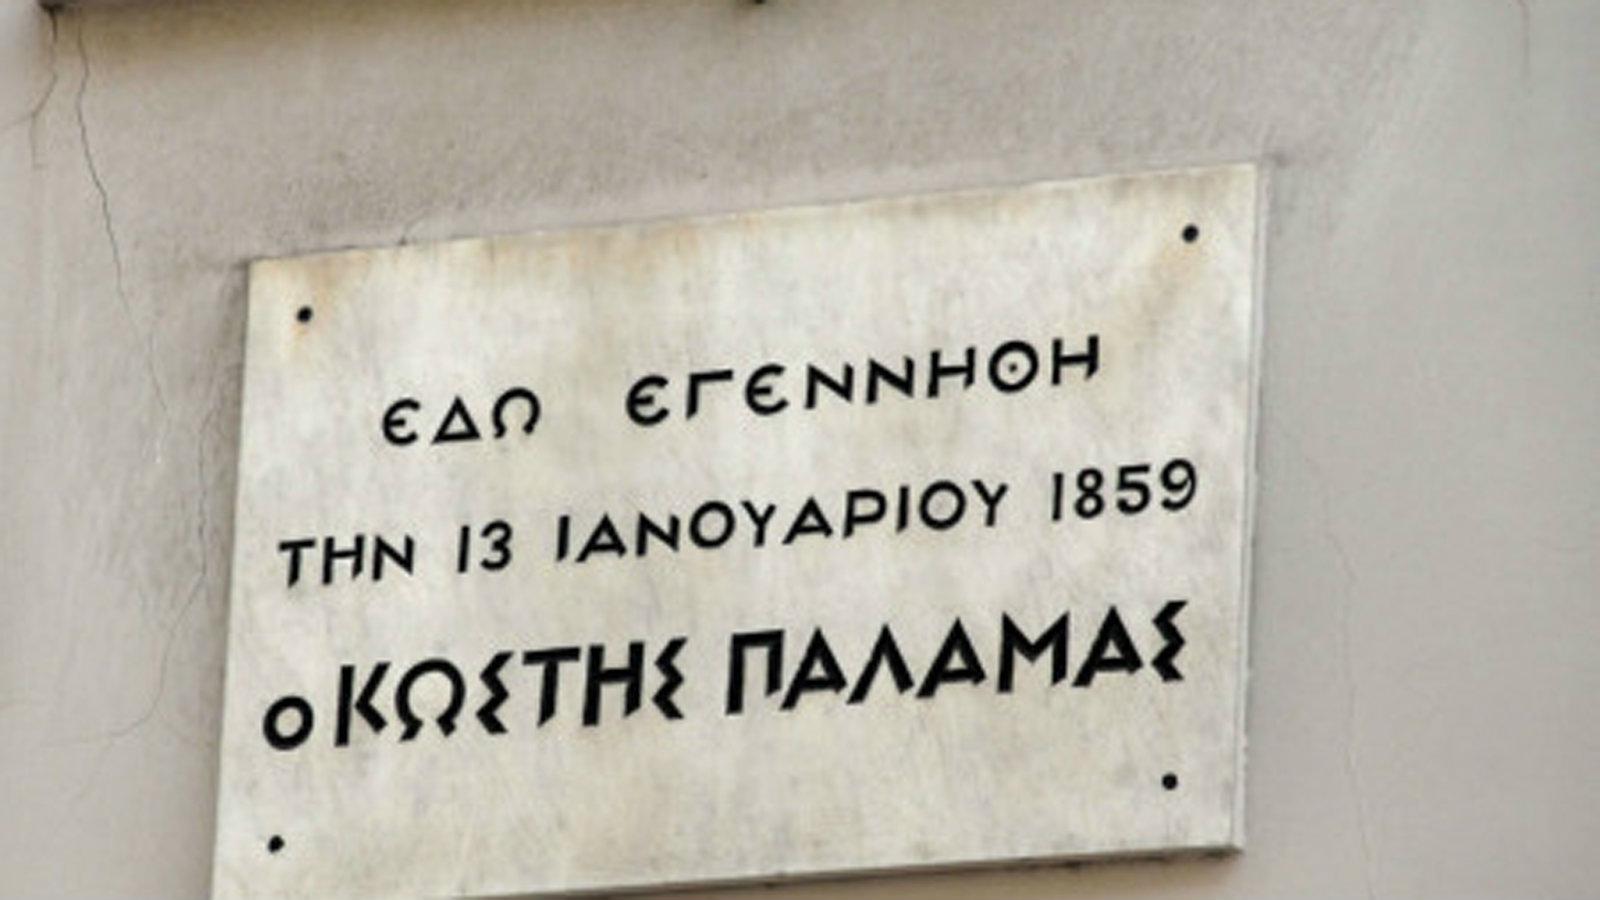 ΕΔΩ ΕΓΕΝΝΗΘΗ
ΤΗΝ 13 ΙΑΝΟΥΑΡΙΟΥ 1859
Ο ΚΩΣΤΗΣ ΠΑΛΑΜΑΣ